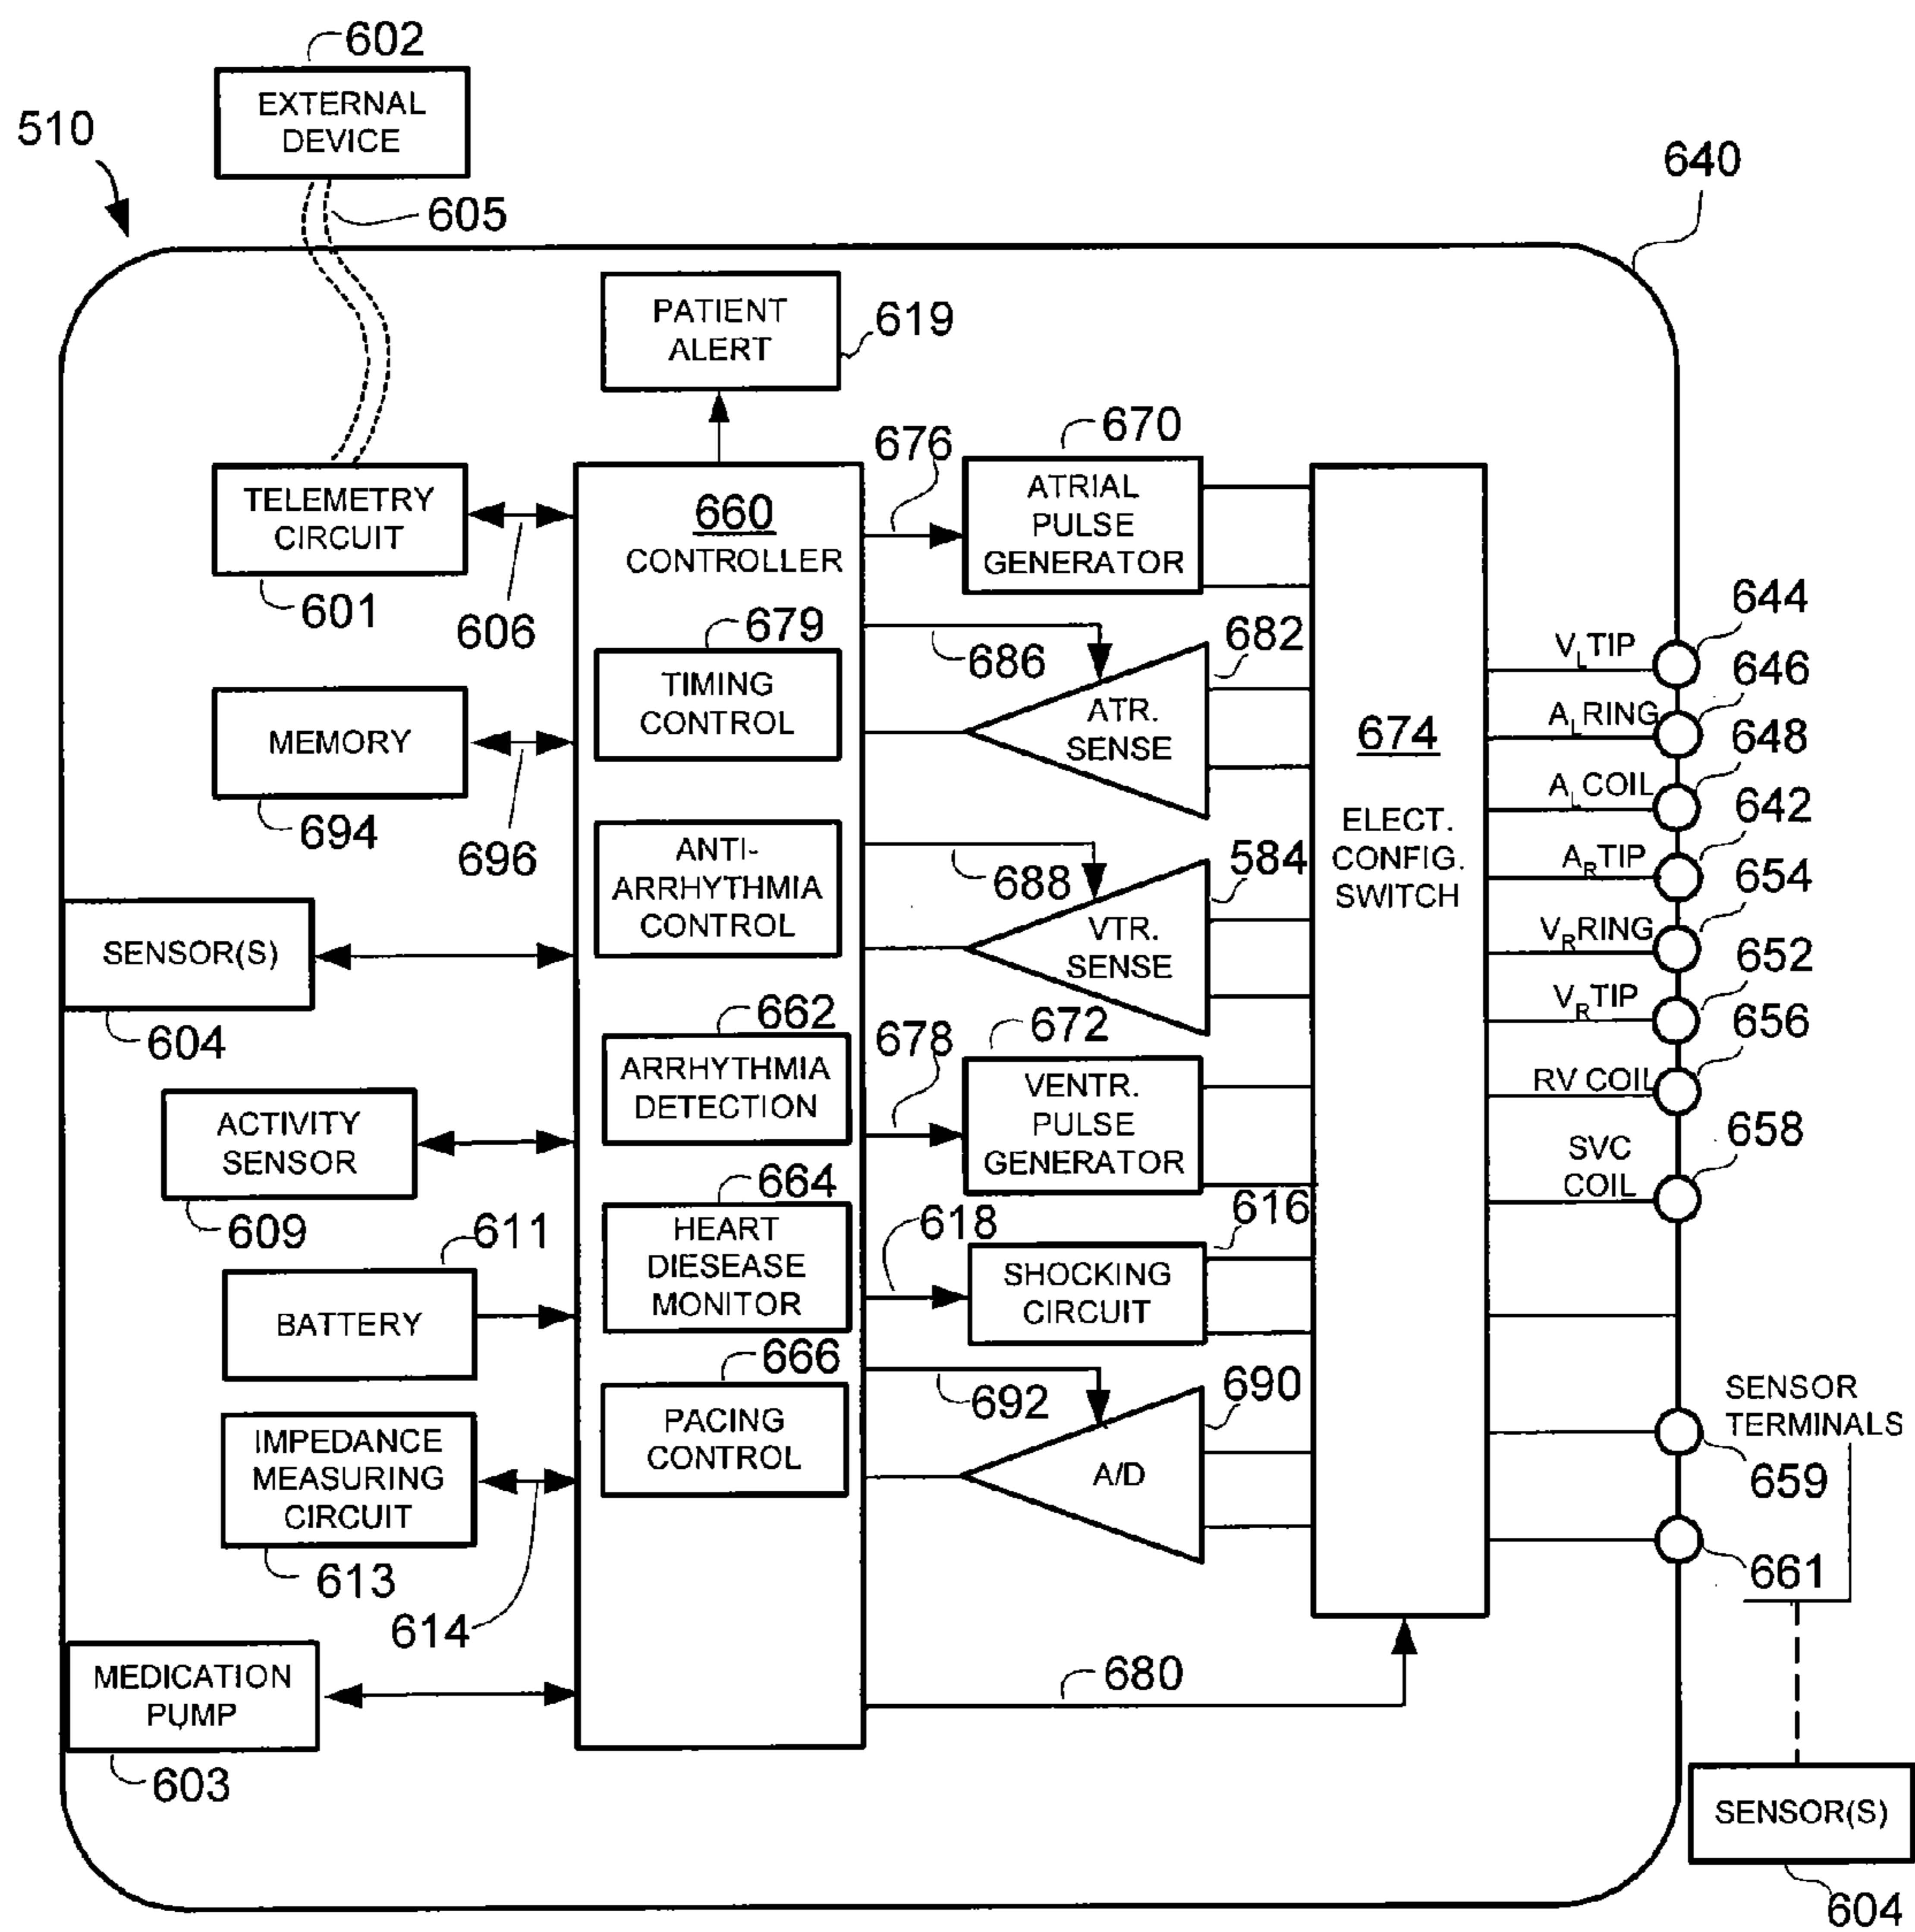 602
EXTERNAL
DEVICE
510
605
640
PATIENT
ALERT
619
TELEMETRY
CIRCUIT
601
606
660
CONTROLLER
676
670
ATRIAL
PULSE
GENERATOR
679
TIMING
CONTROL
686
682
ATR.
SENSE
MEMORY
694
696
ANTI-
ARRHYTHMIA
CONTROL
688
584
VTR.
SENSE
674
ELECT.
CONFIG.
SWITCH
VLTIP
644
ALRING
646
ALCOIL
648
ARTIP
642
VRRING
654
VRTIP
652
RV COIL
656
SVC
COIL
658
SENSOR(S)
604
662
ARRHYTHMIA
DETECTION
678
672
VENTR.
PULSE
GENERATOR
ACTIVITY
SENSOR
609
664
HEART
DIESEASE
MONITOR
618
616
SHOCKING
CIRCUIT
611
BATTERY
666
PACING
CONTROL
692
690
A/D
IMPEDANCE
MEASURING
CIRCUIT
613
614
SENSOR
TERMINALS
659
661
MEDICATION
PUMP
603
680
SENSOR(S)
604